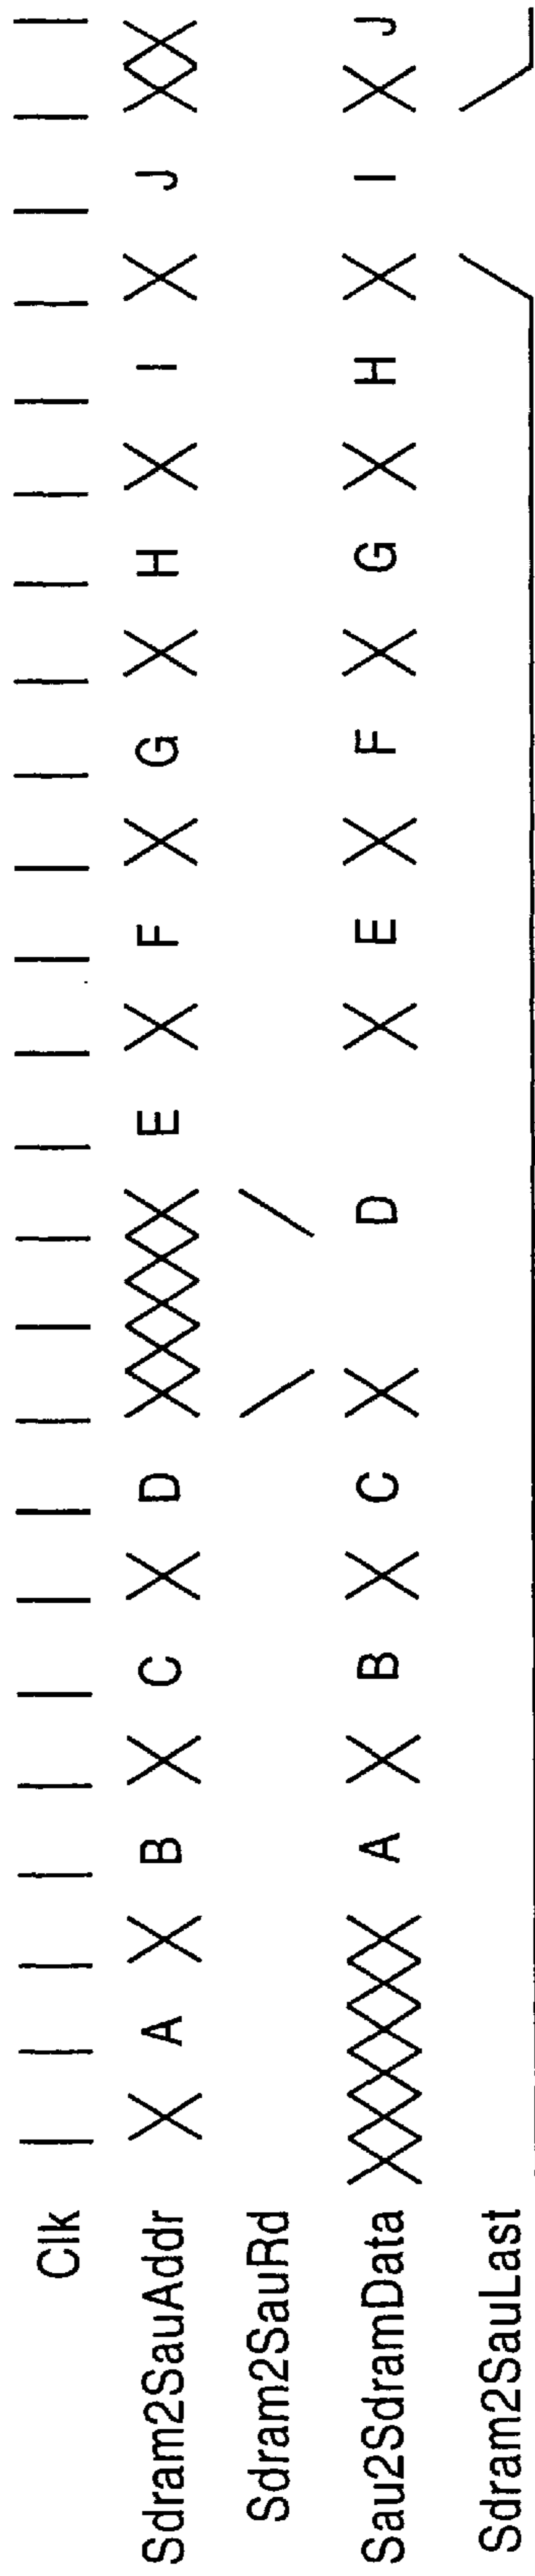 Clk
Sdram2SauAddr A B C D E F G H I J
Sdram2SauRd
Sau2SdramData A B C D E F G H I J
Sdram2SauLast